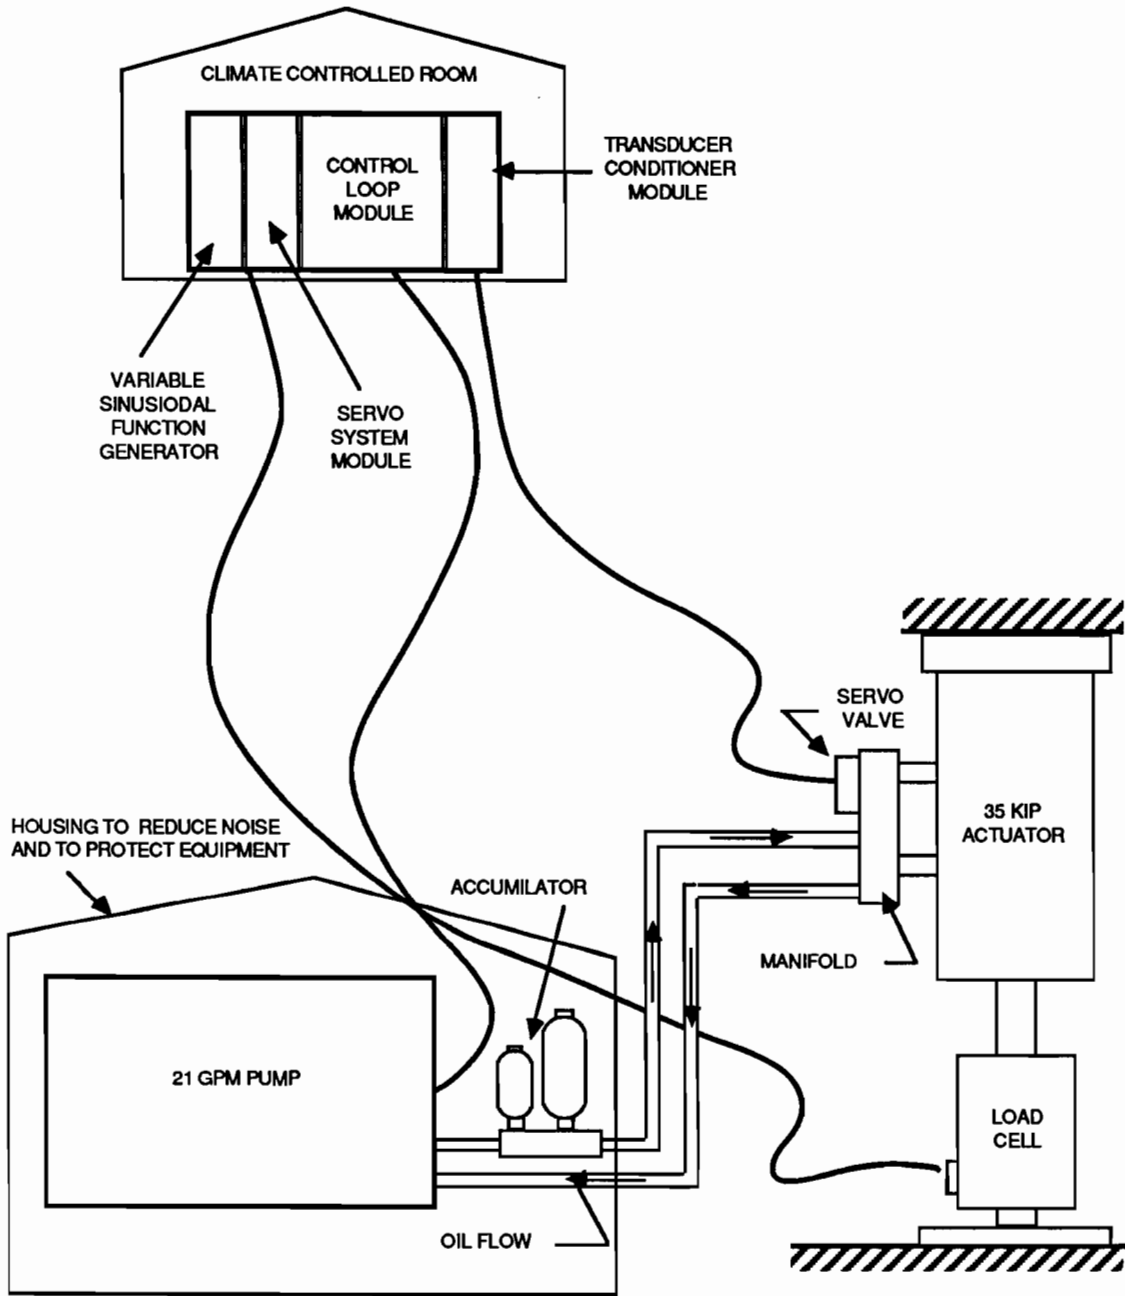 CLIMATE CONTROLLED ROOM
CONTROL
LOOP
MODULE
TRANSDUCER
CONDITIONER
MODULE
VARIABLE
SINUSIODAL
FUNCTION
GENERATOR
SERVO
SYSTEM
MODULE
SERVO
VALVE
35 KIP
ACTUATOR
HOUSING TO REDUCE NOISE
AND TO PROTECT EQUIPMENT
ACCUMILATOR
MANIFOLD
21 GPM PUMP
LOAD
CELL
OIL FLOW